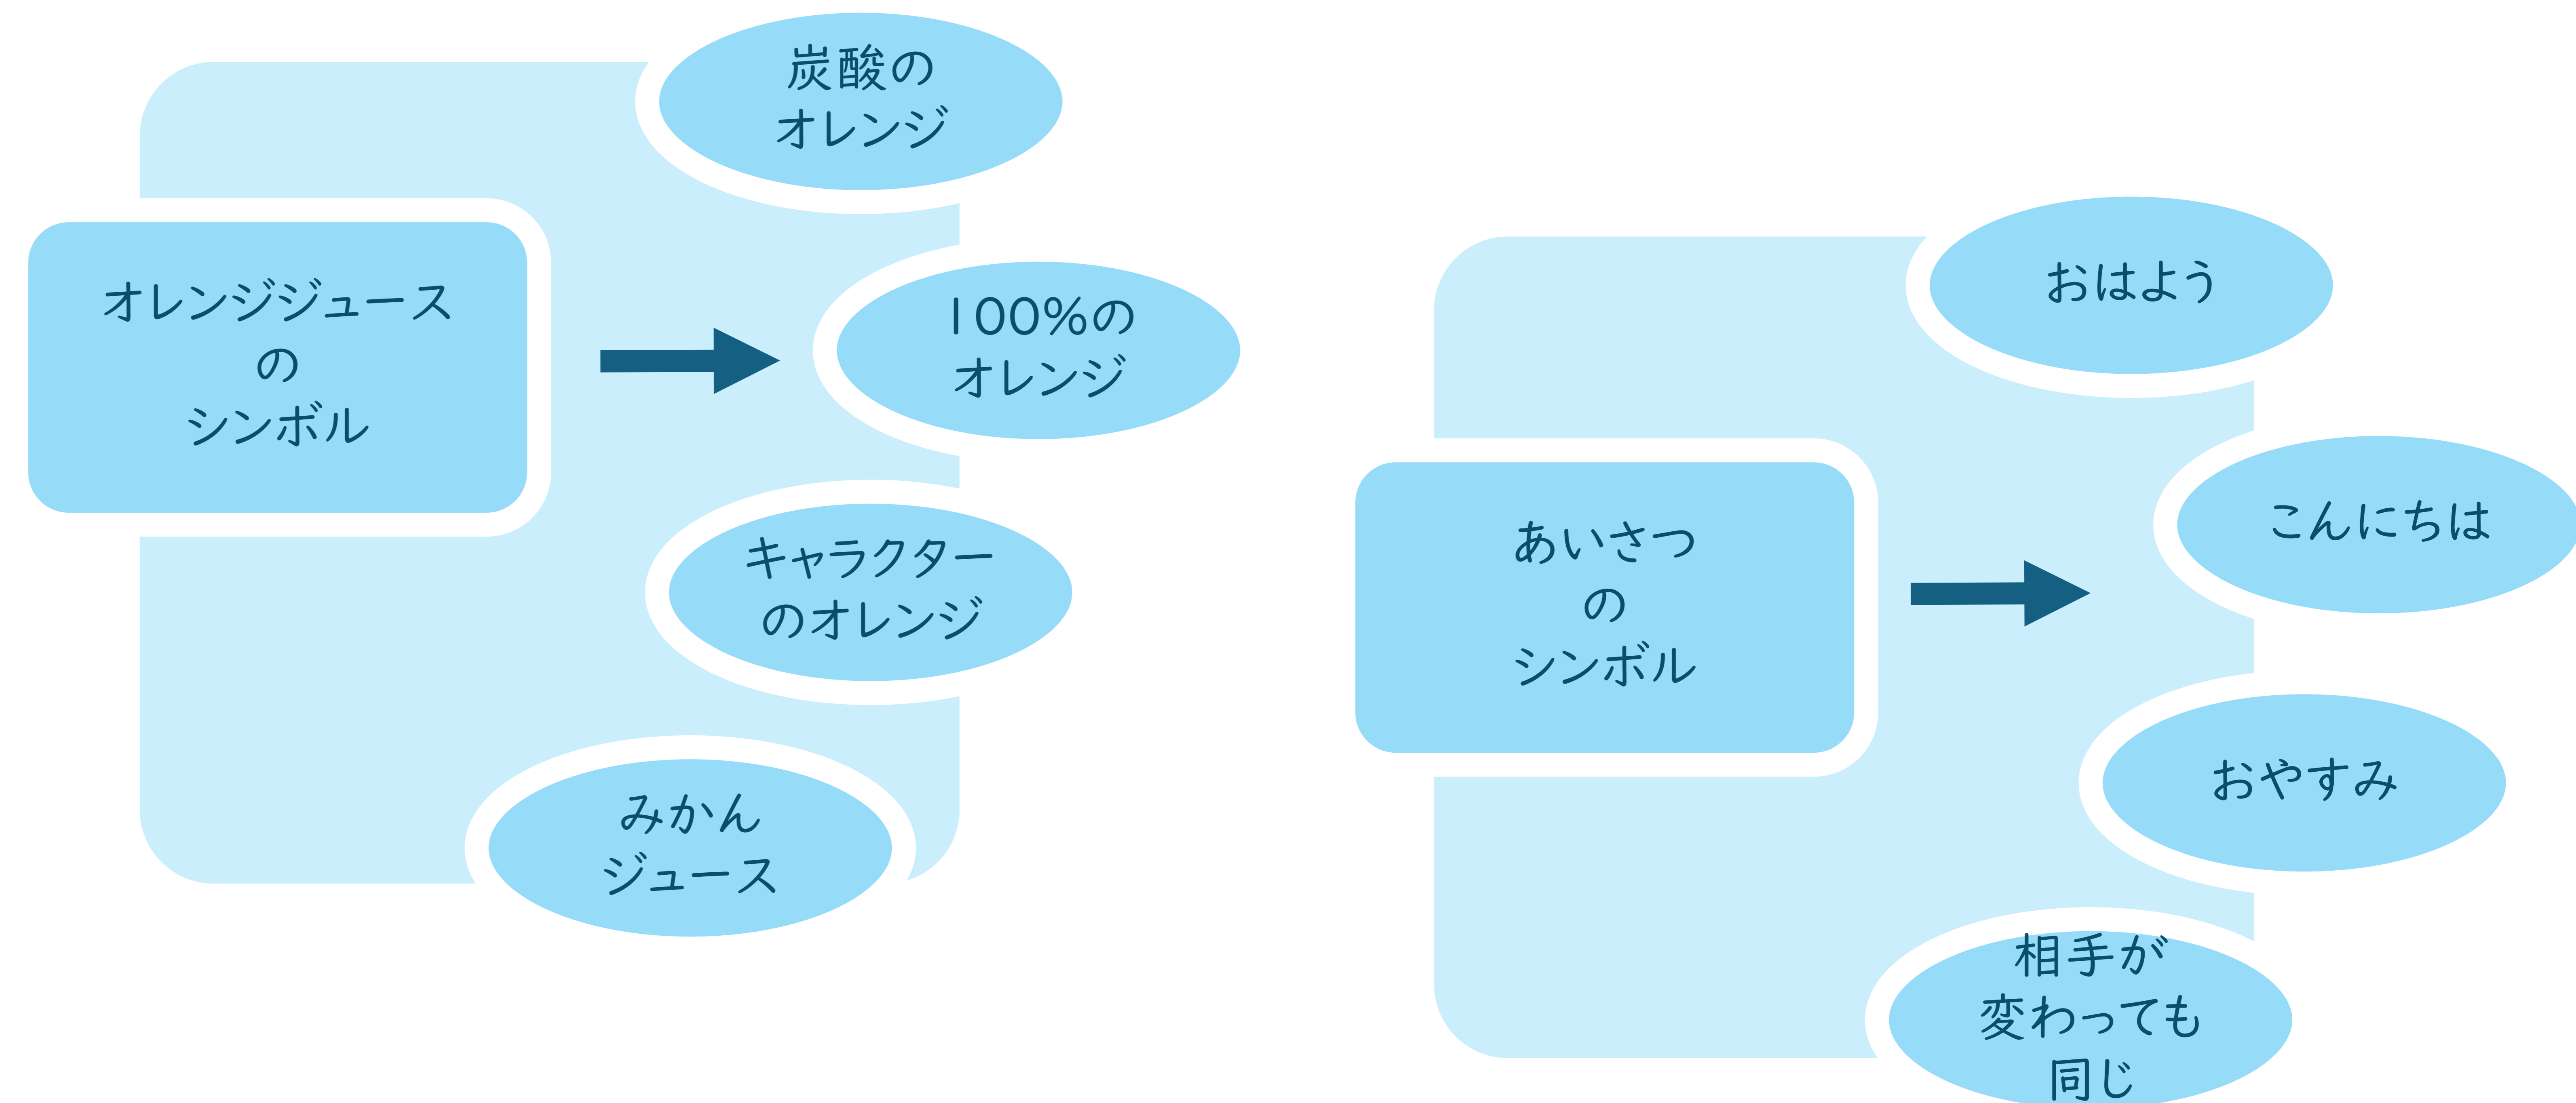 オレンジジュース
の
シンボル
炭酸の
オレンジ
100%の
オレンジ
キャラクター
のオレンジ
みかん
ジュース
あいさつ
の
シンボル
おはよう
こんにちは
おやすみ
相手が
変わっても
同じ